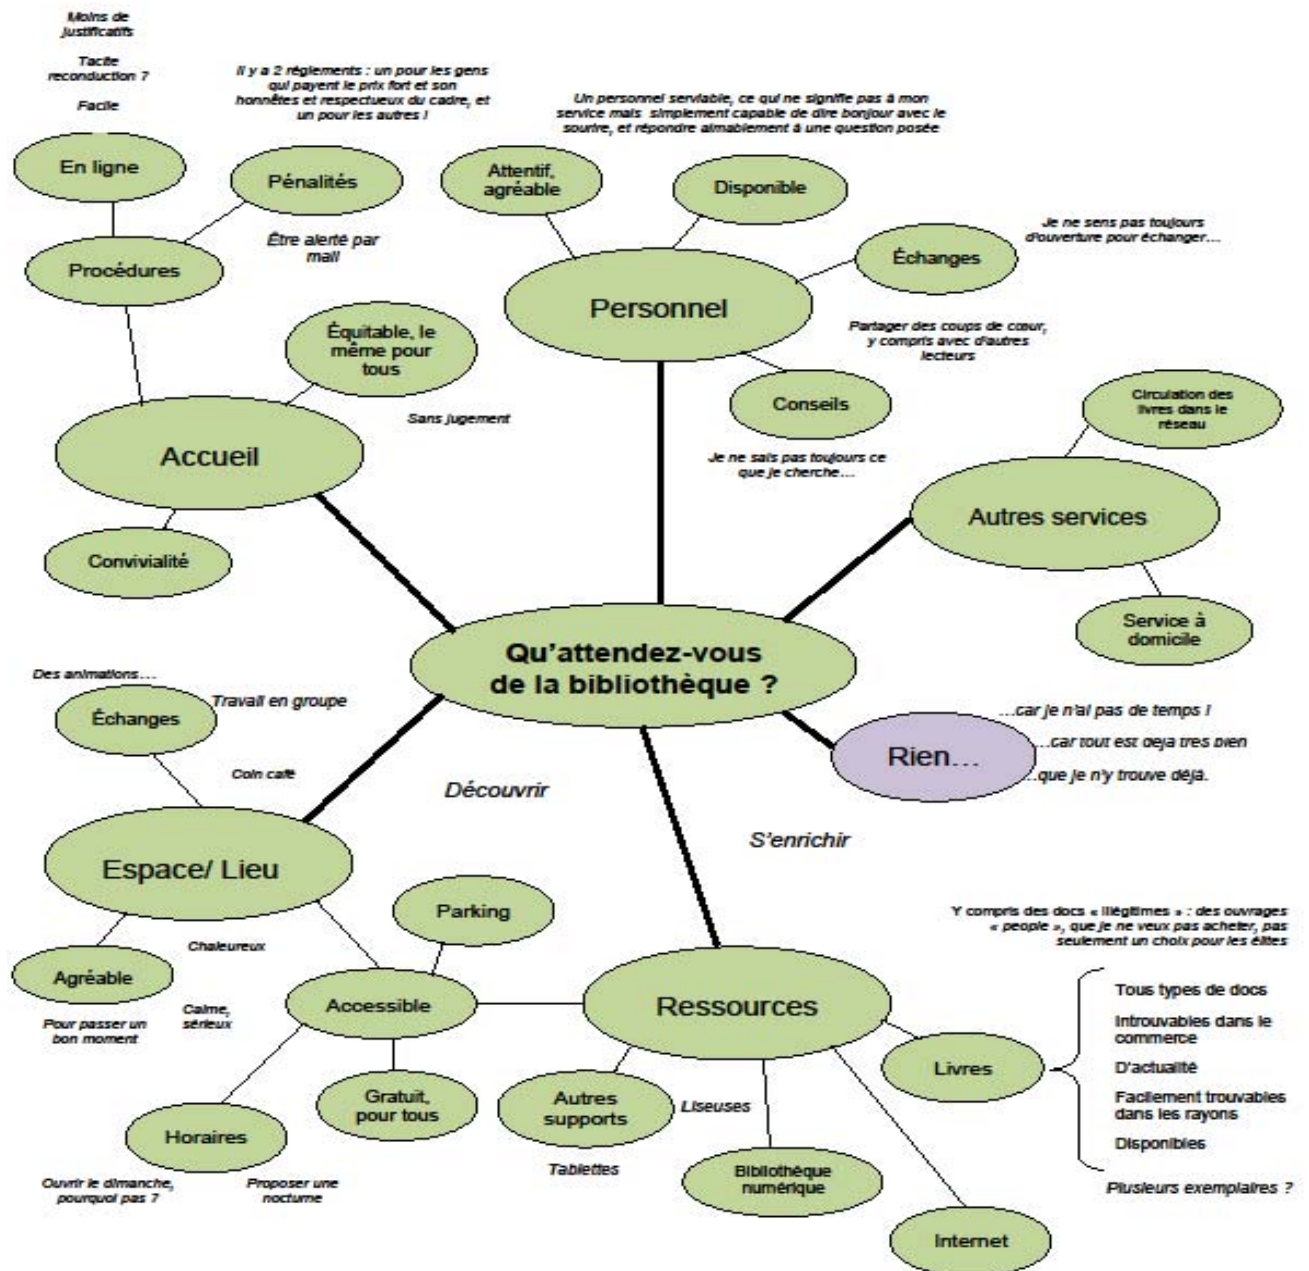 Moins de
justificatifs
Tacite
reconduction ?
Facile
Il y a 2 règlements : un pour les gens
qui payent le prix fort et son
honnêtes et respectueux du cadre, et
un pour les autres !
Un personnel serviable, ce qui ne signifie pas à mon
service mais simplement capable de dire bonjour avec le
sourire, et répondre aimablement à une question posée
En ligne
Pénalités
Attentif,
agréable
Disponible
Procédures
Être alerté par
mail
Personnel
Échanges
Je ne sens pas toujours
d'ouverture pour échanger…
Équitable, le
même pour
tous
Sans jugement
Partager des coups de cœur,
y compris avec d'autres
lecteurs
Conseils
Je ne sais pas toujours ce
que je cherche…
Accueil
Convivialité
Circulation des
livres dans le
réseau
Autres services
Service à
domicile
Qu'attendez-vous
de la bibliothèque ?
Rien…
…car je n'ai pas de temps !
…car tout est déjà très bien
…que je n'y trouve déjà.
Des animations…
Échanges
Travail en groupe
Coin café
Découvrir
S'enrichir
Espace/ Lieu
Agréable
Chaleureux
Calme,
sérieux
Pour passer un
bon moment
Parking
Accessible
Gratuit,
pour tous
Horaires
Ouvrir le dimanche,
pourquoi pas ?
Proposer une
nocturne
Ressources
Autres
supports
Liseuses
Tablettes
Bibliothèque
numérique
Internet
Livres
Y compris des docs « illégitimes » : des ouvrages
« people », que je ne veux pas acheter, pas
seulement un choix pour les élites
Tous types de docs
Introuvables dans le
commerce
D'actualité
Facilement trouvables
dans les rayons
Disponibles
Plusieurs exemplaires ?